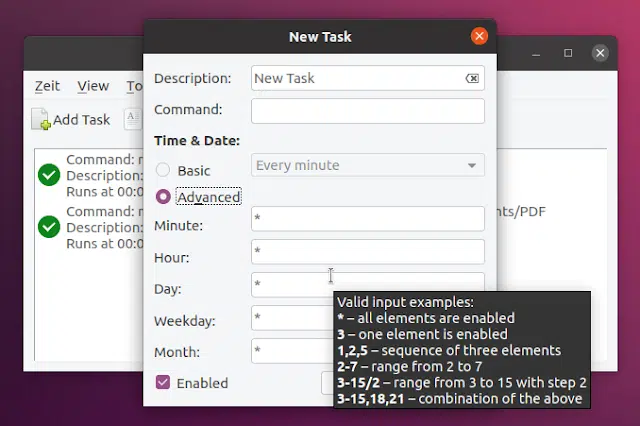 New Task
Zeit View To
Add Task
Description: New Task
Command:
Time & Date:
Basic Every minute
Advanced
Minute: *
Hour: *
Day: *
Weekday: *
Month: *
Enabled
Command:
Description:
Runs at 00:0
Command:
Description:
Runs at 00:0
nts/PDF
Valid input examples:
* – all elements are enabled
3 – one element is enabled
1,2,5 – sequence of three elements
2-7 – range from 2 to 7
3-15/2 – range from 3 to 15 with step 2
3-15,18,21 – combination of the above